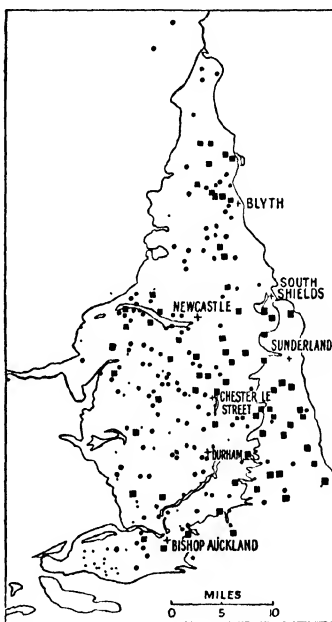 BLYTH
SOUTH
SHIELDS
NEWCASTLE
SUNDERLAND
CHESTER LE
STREET
DURHAM
BISHOP AUCKLAND
MILES
0 5 10